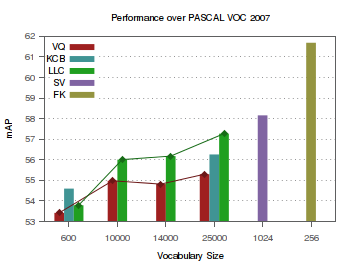 Performance over PASCAL VOC 2007
62
61
60
59
58
57
56
55
54
53
mAP
VQ
KCB
LLC
SV
FK
600 10000 14000 25000 1024 256
Vocabulary Size